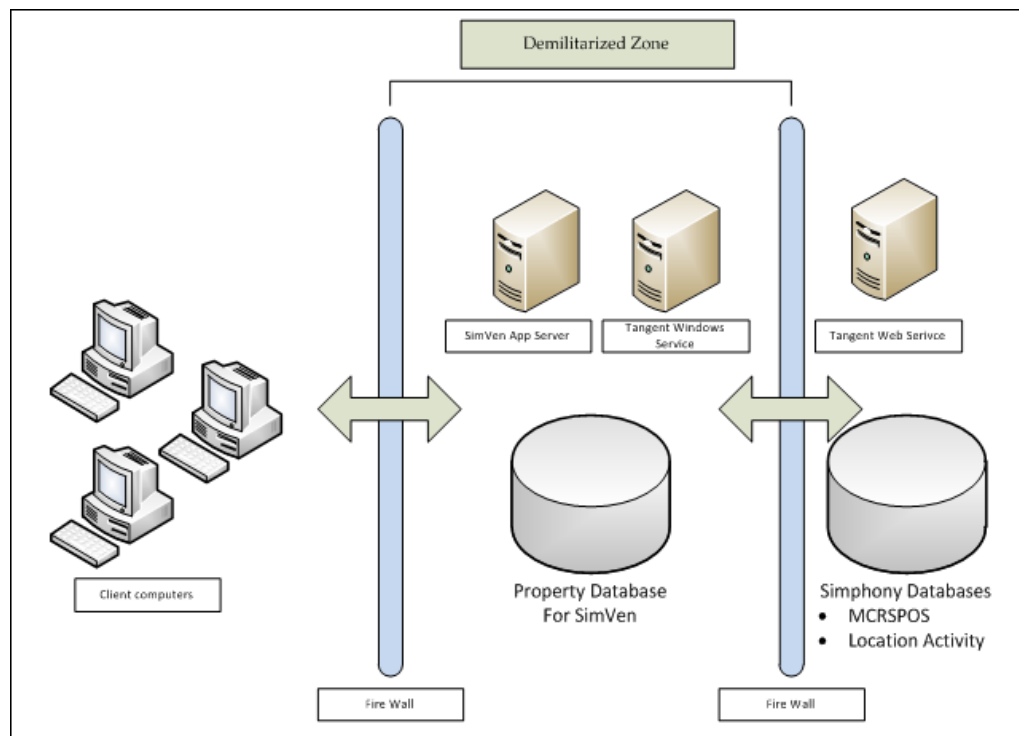 Demilitarized Zone
SimVen App Server
Tangent Windows
Service
Tangent Web Serivce
Client computers
Property Database
For SimVen
Simphony Databases
• MCRSPOS
• Location Activity
Fire Wall
Fire Wall